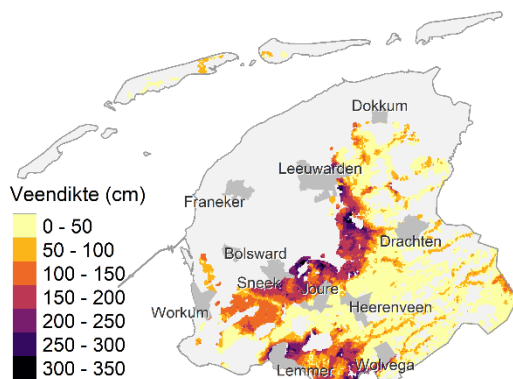 Dokkum
Leeuwarden
Franeker
Veendikte (cm)
0 - 50
50 - 100
100 - 150
150 - 200
200 - 250
250 - 300
300 - 350
Drachten
Bolsward
Sneek
Joure
Heerenveen
Workum
Lemmer
Wolvega